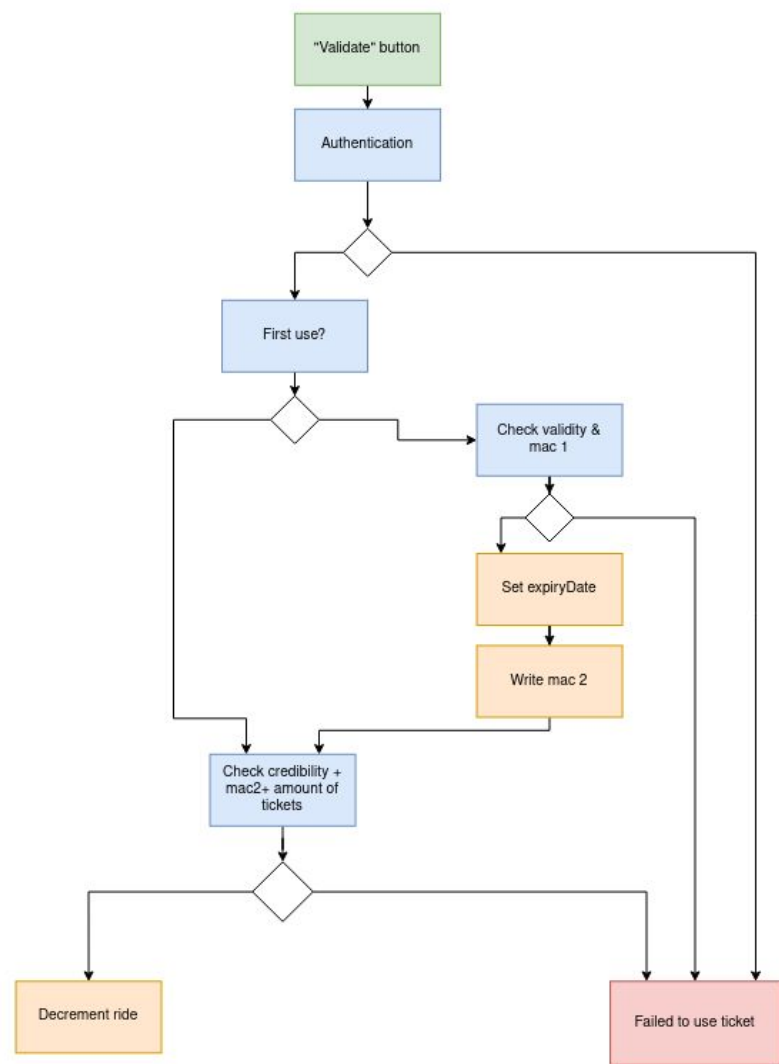 "Validate" button
Authentication
First use?
Check validity &
mac 1
Set expiryDate
Write mac 2
Check credibility +
mac2+ amount of
tickets
Decrement ride
Failed to use ticket